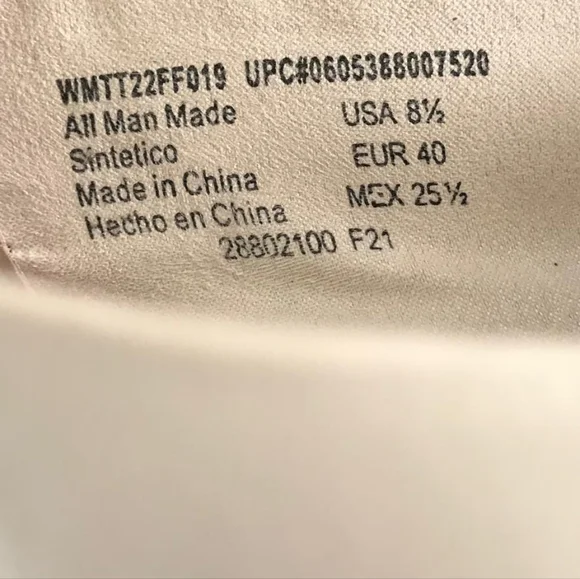 WMTT22FF019 UPC#0605388007520
All Man Made USA 8½
Sintetico EUR 40
Made in China MEX 25½
Hecho en China
28802100 F21